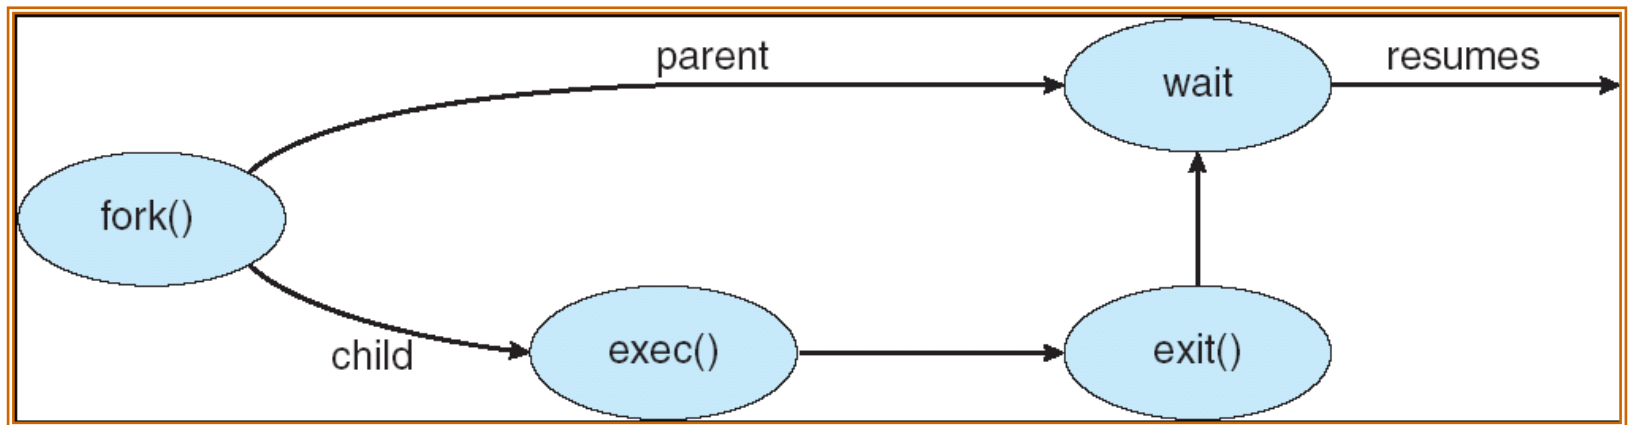 parent
wait
resumes
fork()
child
exec()
exit()